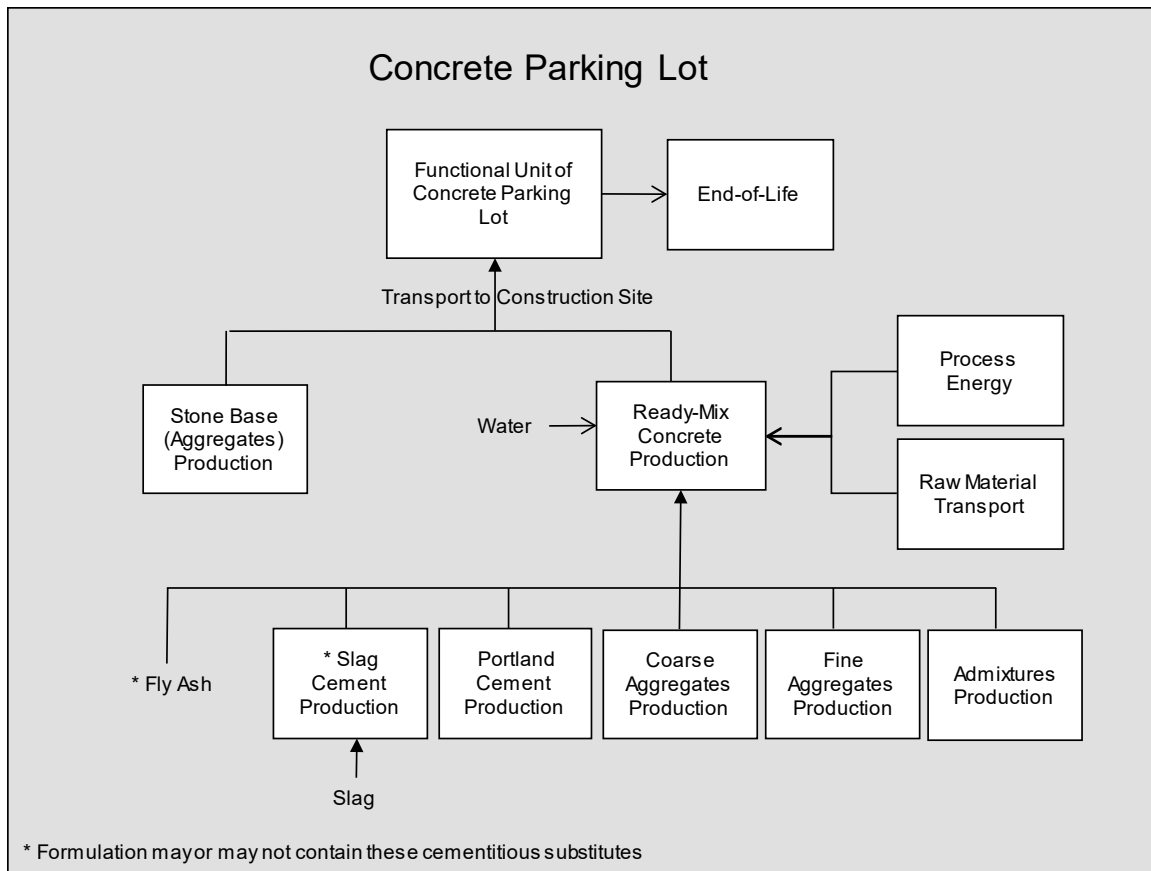 Concrete Parking Lot
Functional Unit of
Concrete Parking
Lot
End-of-Life
Transport to Construction Site
Process
Energy
Stone Base
(Aggregates)
Production
Water
Ready-Mix
Concrete
Production
Raw Material
Transport
* Fly Ash
* Slag
Cement
Production
Portland
Cement
Production
Coarse
Aggregates
Production
Fine
Aggregates
Production
Admixtures
Production
Slag
* Formulation may or may not contain these cementitious substitutes